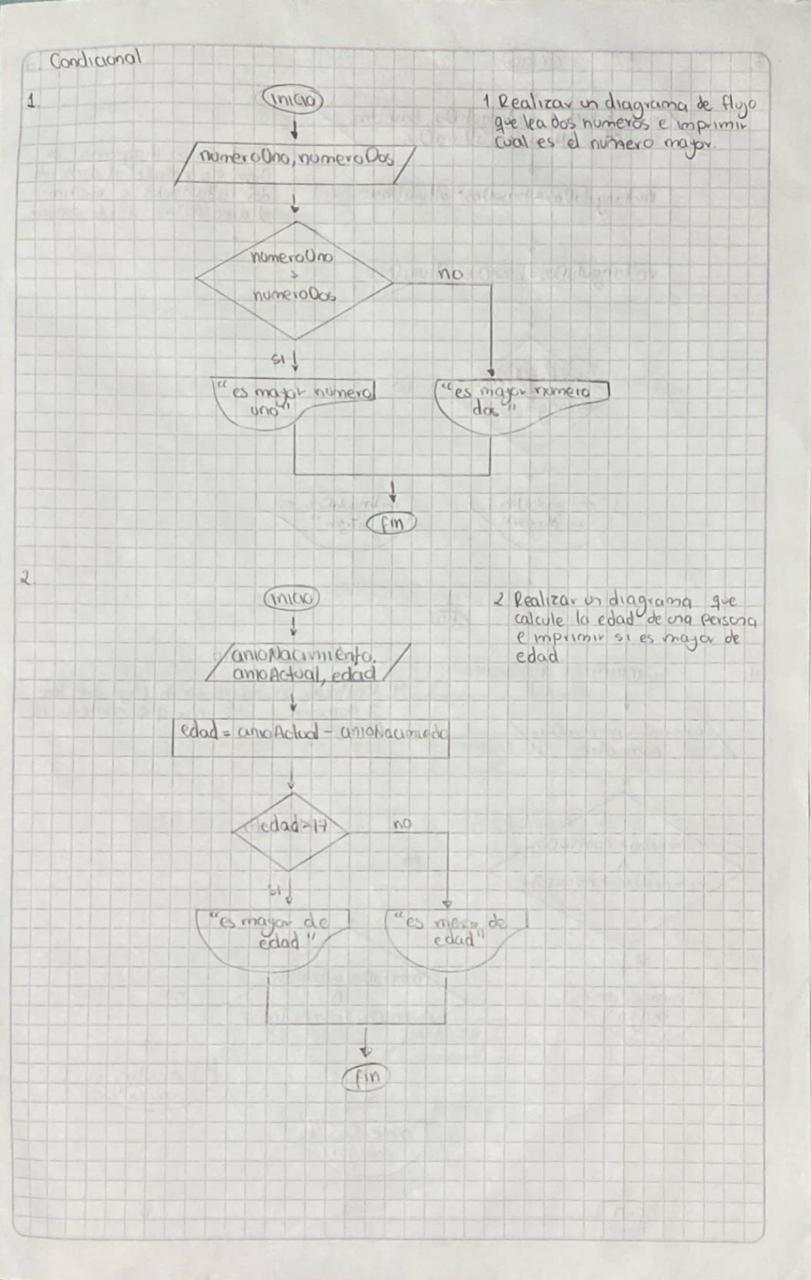 Condicional
1.
inicio
1 Realizar un diagrama de flujo
que lea dos numeros e imprimir
cual es el numero mayor.
numeroUno, numeroDos
numeroUno
>
numeroDos
no
si
"es mayor numero
uno"
"es mayor numero
dos"
fin
2
inicio
2 Realizar un diagrama que
calcule la edad de una persona
e imprimir si es mayor de
edad
anioNacimiento,
anioActual, edad
edad = anioActual - anioNacimiento
edad>17
no
si
"es mayor de
edad"
"es menor de
edad"
fin